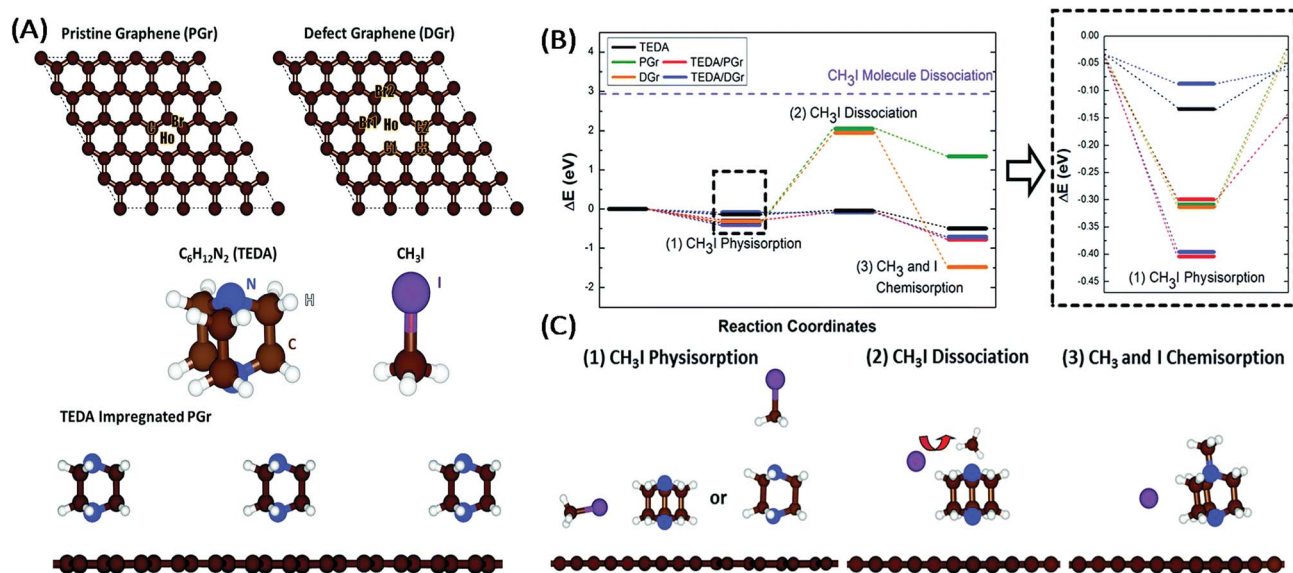 (A)
Pristine Graphene (PGr)
Defect Graphene (DGr)
C
Br
Ho
Br2
Br1
Ho
C2
C1
C3
C₆H₁₂N₂ (TEDA)
CH₃I
N
H
C
I
TEDA Impregnated PGr
(B)
TEDA
PGr
TEDA/PGr
DGr
TEDA/DGr
CH₃I Molecule Dissociation
(2) CH₃I Dissociation
(1) CH₃I Physisorption
(3) CH₃ and I
Chemisorption
ΔE (eV)
4
3
2
1
0
-1
-2
Reaction Coordinates
ΔE (eV)
0.00
-0.05
-0.10
-0.15
-0.20
-0.25
-0.30
-0.35
-0.40
-0.45
(1) CH₃I Physisorption
(C)
(1) CH₃I Physisorption
or
(2) CH₃I Dissociation
(3) CH₃ and I Chemisorption